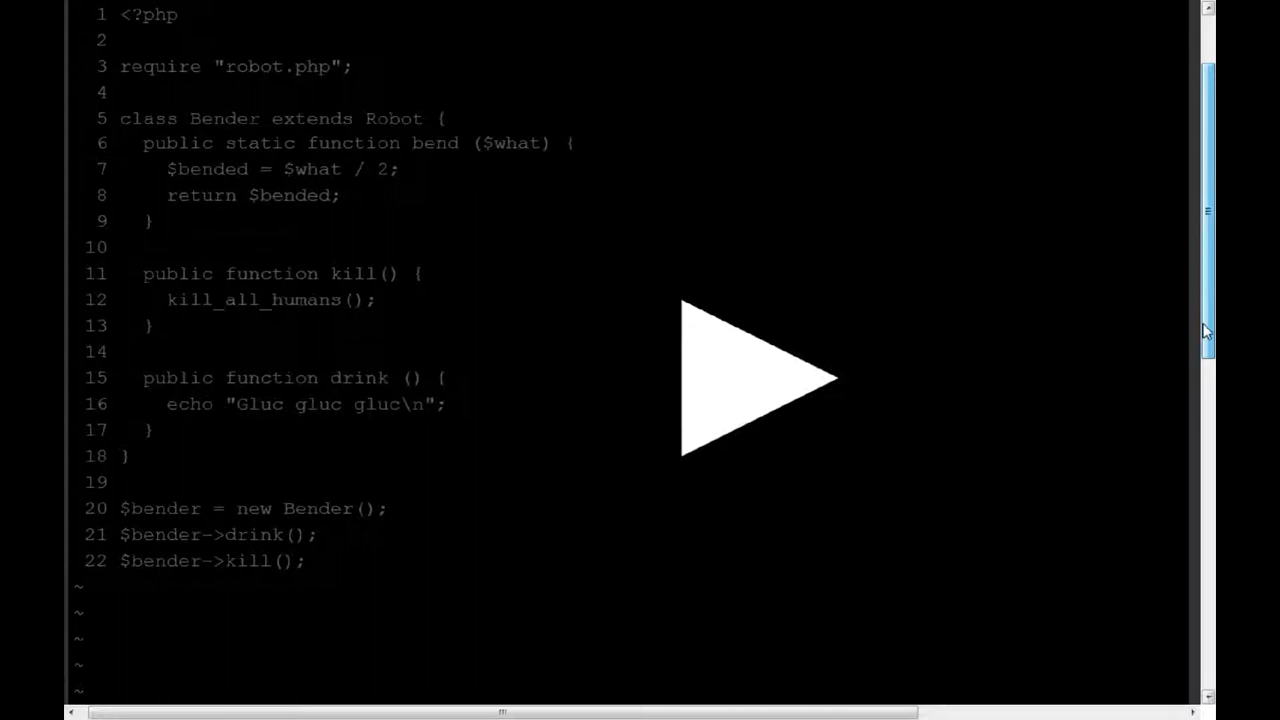 1 <?php
2
3 require "robot.php";
4
5 class Bender extends Robot {
6   public static function bend ($what) {
7     $bended = $what / 2;
8     return $bended;
9   }
10
11   public function kill() {
12     kill_all_humans();
13   }
14
15   public function drink () {
16     echo "Gluc gluc gluc\n";
17   }
18 }
19
20 $bender = new Bender();
21 $bender->drink();
22 $bender->kill();
~
~
~
~
~